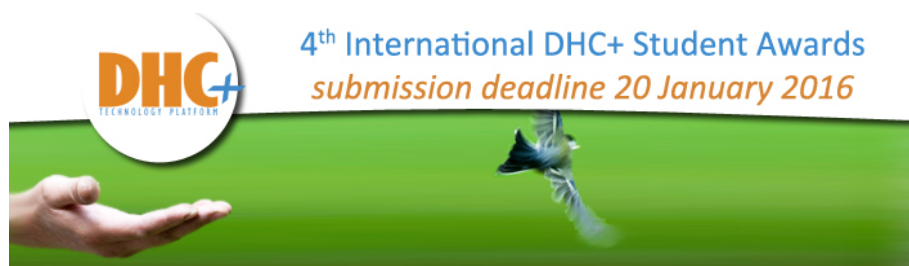 4th International DHC+ Student Awards
submission deadline 20 January 2016
DHC+
TECHNOLOGY PLATFORM